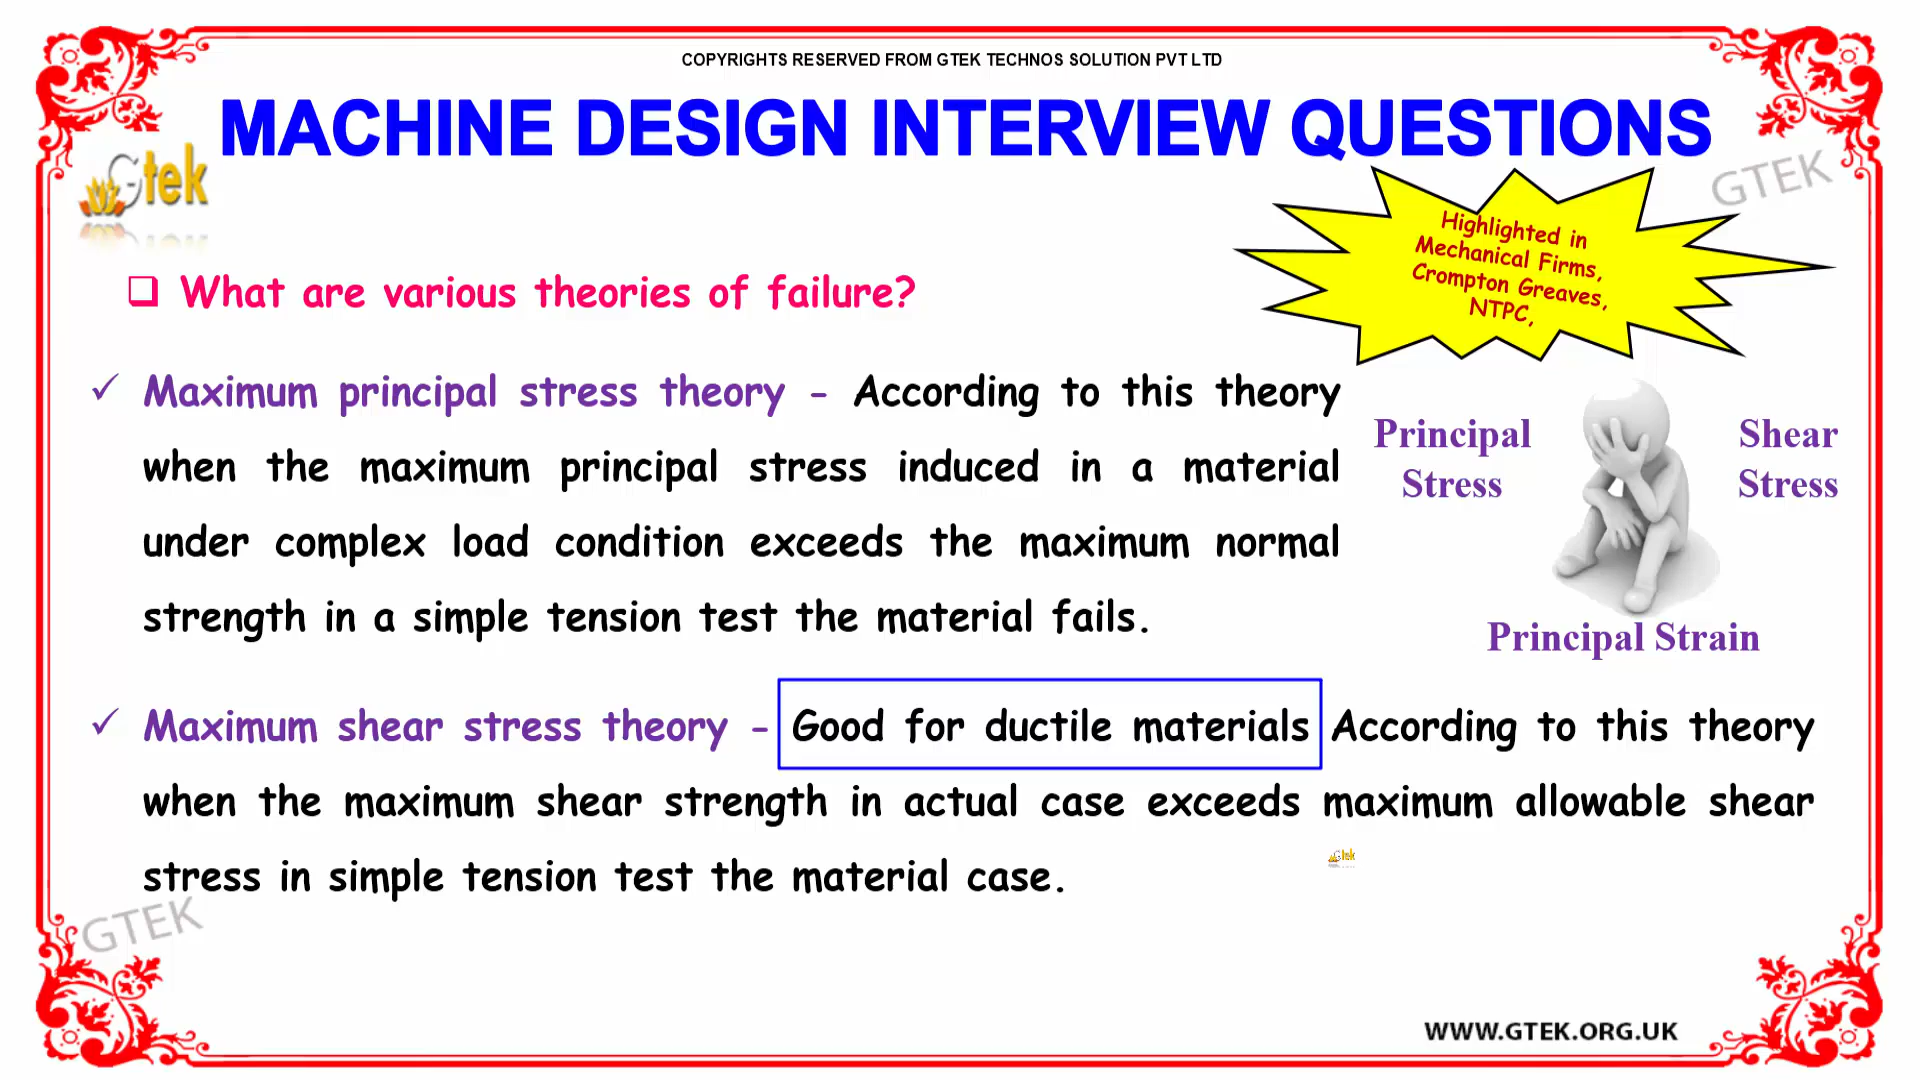 COPYRIGHTS RESERVED FROM GTEK TECHNOS SOLUTION PVT LTD
MACHINE DESIGN INTERVIEW QUESTIONS
Gtek
GTEK
Highlighted in
Mechanical Firms,
Crompton Greaves,
NTPC,
What are various theories of failure?
Maximum principal stress theory - According to this theory
when the maximum principal stress induced in a material
under complex load condition exceeds the maximum normal
strength in a simple tension test the material fails.
Principal
Stress
Shear
Stress
Principal Strain
Maximum shear stress theory - Good for ductile materials According to this theory
when the maximum shear strength in actual case exceeds maximum allowable shear
stress in simple tension test the material case.
Gtek
GTEK
WWW.GTEK.ORG.UK